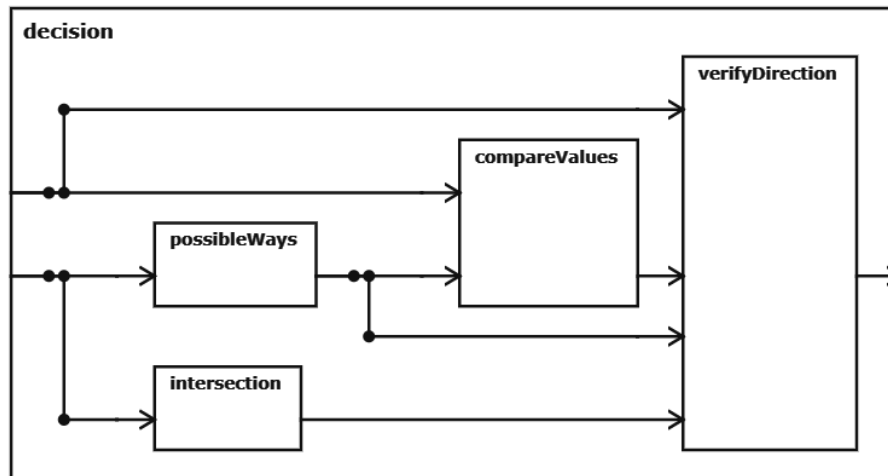 decision
verifyDirection
compareValues
possibleWays
intersection